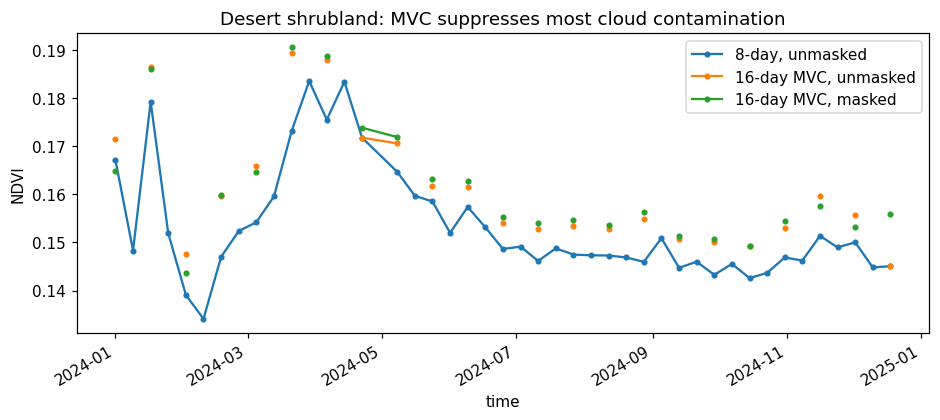 Desert shrubland: MVC suppresses most cloud contamination
NDVI
0.19
0.18
0.17
0.16
0.15
0.14
8-day, unmasked
16-day MVC, unmasked
16-day MVC, masked
2024-01
2024-03
2024-05
2024-07
2024-09
2024-11
2025-01
time